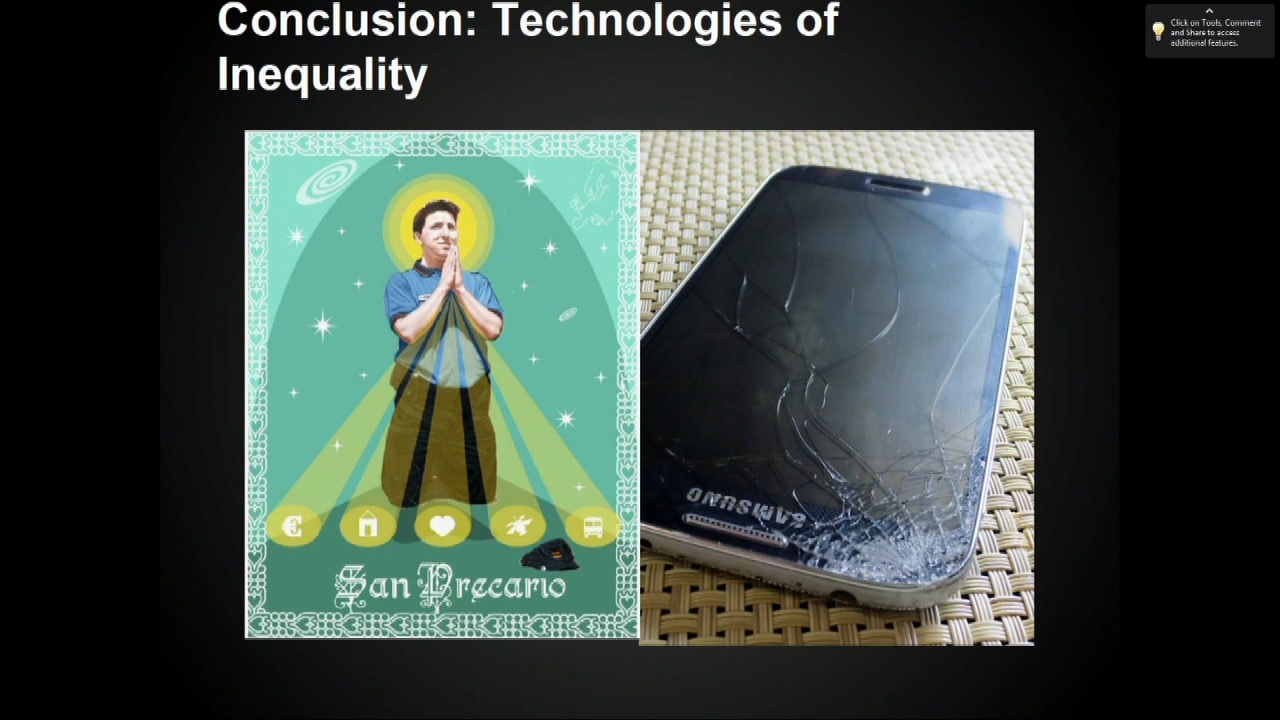 Conclusion: Technologies of
Inequality
Click on Tools, Comment
and Share to access
additional features.
San Precario
SAMSUNG